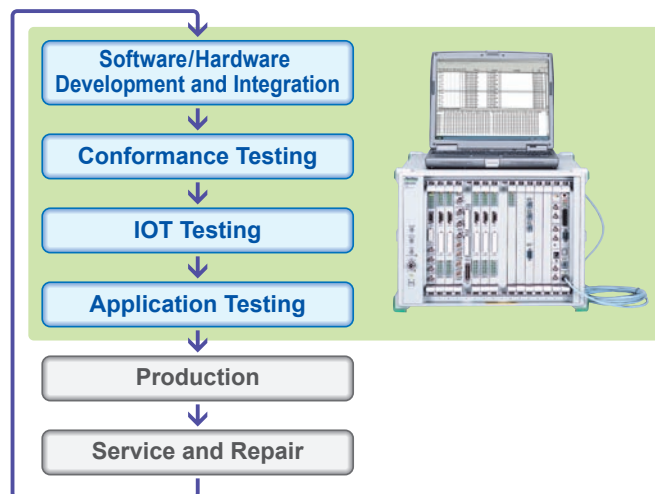 Software/Hardware
Development and Integration
Conformance Testing
IOT Testing
Application Testing
Production
Service and Repair